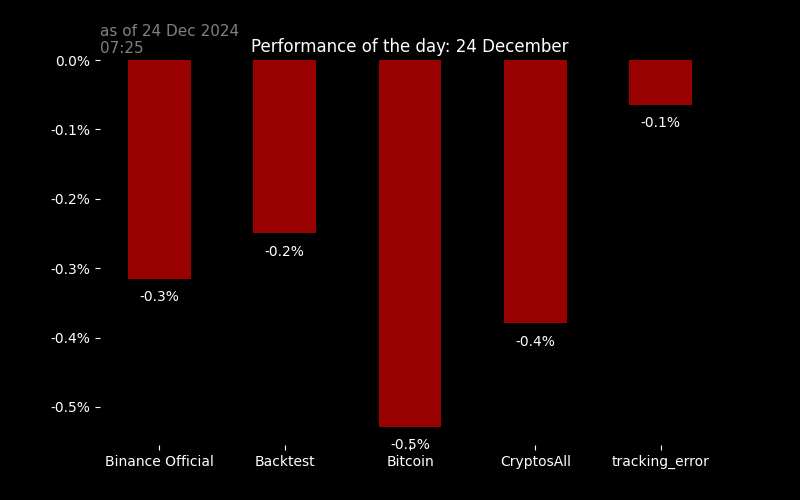 as of 24 Dec 2024
07:25
Performance of the day: 24 December
0.0%
-0.1%
-0.2%
-0.3%
-0.4%
-0.5%
-0.3%
-0.2%
-0.5%
-0.4%
-0.1%
Binance Official
Backtest
Bitcoin
CryptosAll
tracking_error